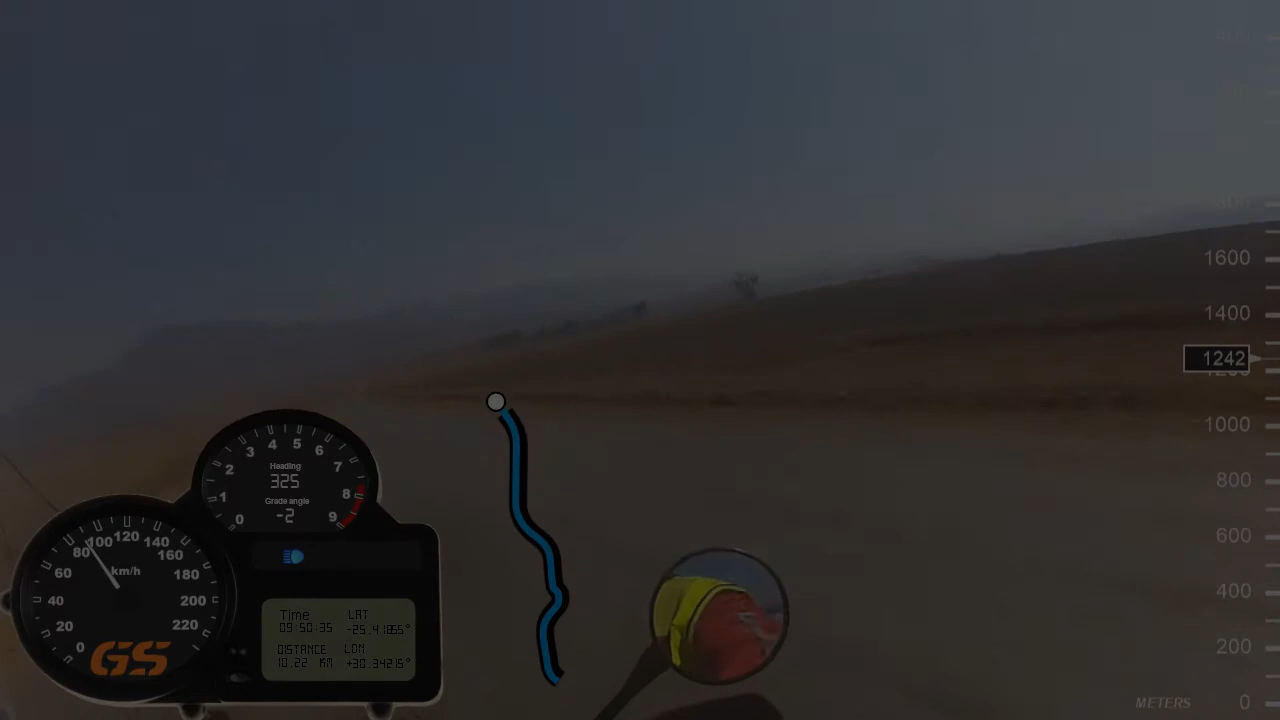 1600
1400
1242
1200
1000
800
600
400
200
METERS 0
Heading
325
Grade angle
-2
0 1 2 3 4 5 6 7 8 9
km/h
0 20 40 60 80 100 120 140 160 180 200 220
GS
Time LAT
09:50:35 -25.41855°
DISTANCE LON
10.22 KM +30.34215°